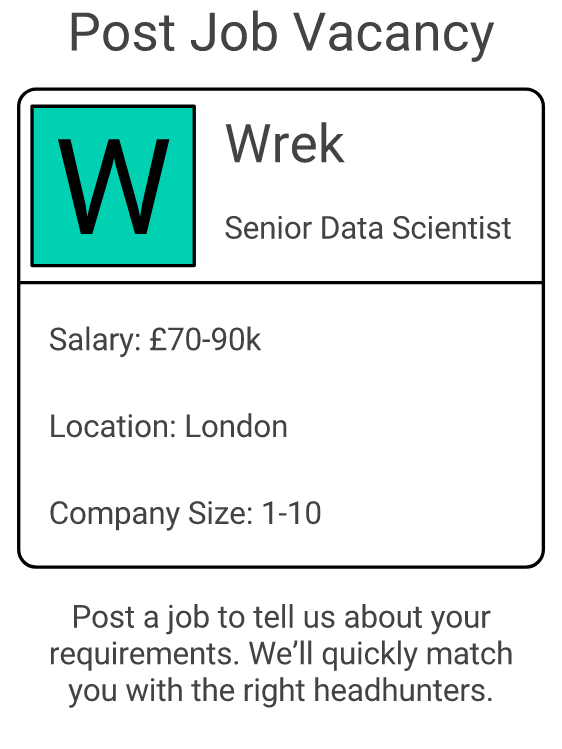 Post Job Vacancy
W
Wrek
Senior Data Scientist
Salary: £70-90k
Location: London
Company Size: 1-10
Post a job to tell us about your
requirements. We’ll quickly match
you with the right headhunters.